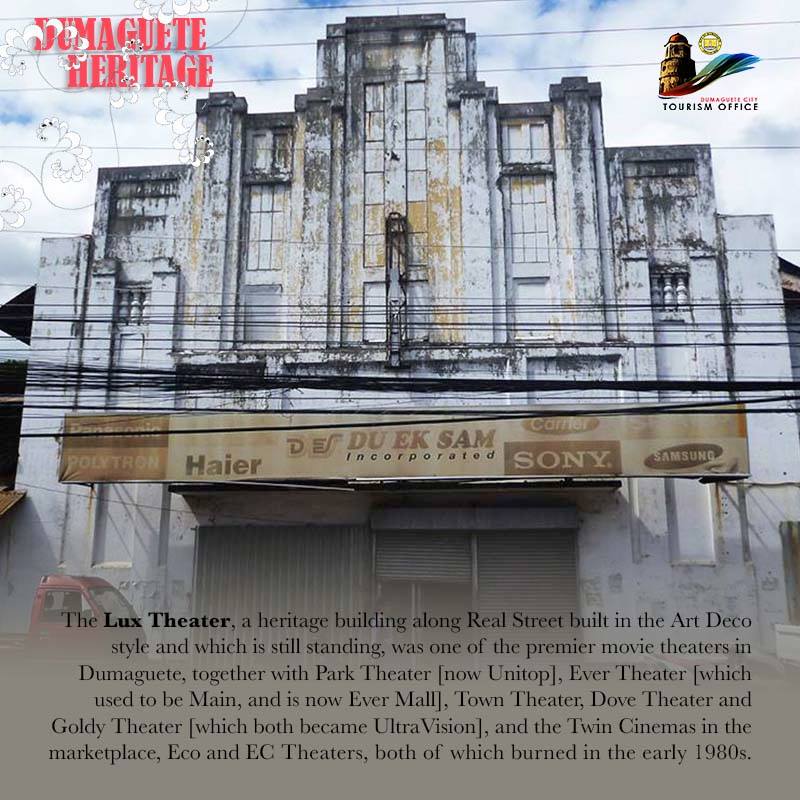 DUMAGUETE
HERITAGE
DUMAGUETE CITY
TOURISM OFFICE
Panasonic
POLYTRON
Haier
DES DU EK SAM
Incorporated
Carrier
SONY.
SAMSUNG
The Lux Theater, a heritage building along Real Street built in the Art Deco
style and which is still standing, was one of the premier movie theaters in
Dumaguete, together with Park Theater [now Unitop], Ever Theater [which
used to be Main, and is now Ever Mall], Town Theater, Dove Theater and
Goldy Theater [which both became UltraVision], and the Twin Cinemas in the
marketplace, Eco and EC Theaters, both of which burned in the early 1980s.